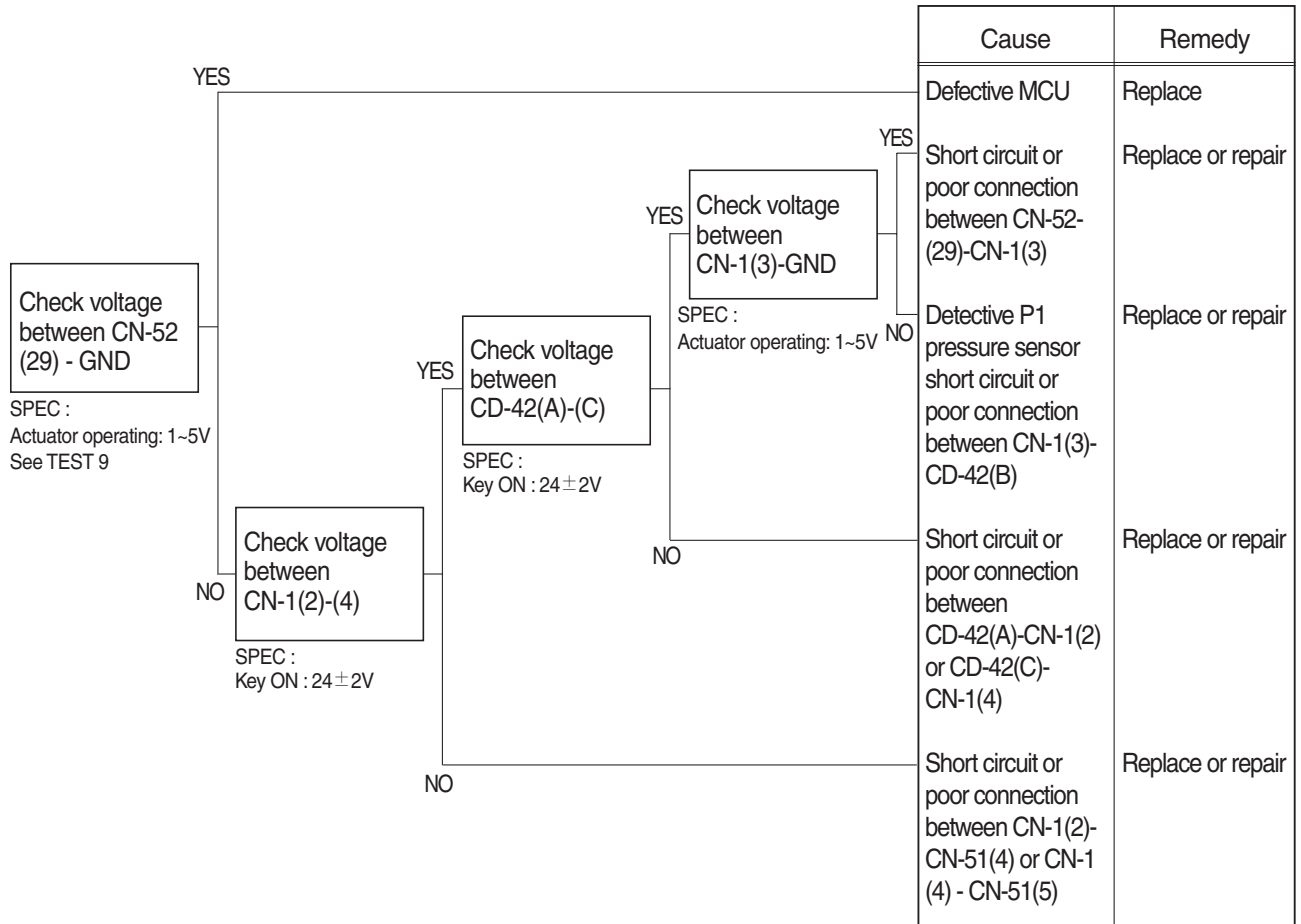 Cause
Remedy
YES
Defective MCU
Replace
YES
Short circuit or
poor connection
between CN-52-
(29)-CN-1(3)
Replace or repair
YES
Check voltage
between
CN-1(3)-GND
SPEC :
Actuator operating: 1~5V
NO
Detective P1
pressure sensor
short circuit or
poor connection
between CN-1(3)-
CD-42(B)
Replace or repair
Check voltage
between CN-52
(29) - GND
SPEC :
Actuator operating: 1~5V
See TEST 9
YES
Check voltage
between
CD-42(A)-(C)
SPEC :
Key ON : 24±2V
NO
Short circuit or
poor connection
between
CD-42(A)-CN-1(2)
or CD-42(C)-
CN-1(4)
Replace or repair
NO
Check voltage
between
CN-1(2)-(4)
SPEC :
Key ON : 24±2V
NO
Short circuit or
poor connection
between CN-1(2)-
CN-51(4) or CN-1
(4) - CN-51(5)
Replace or repair